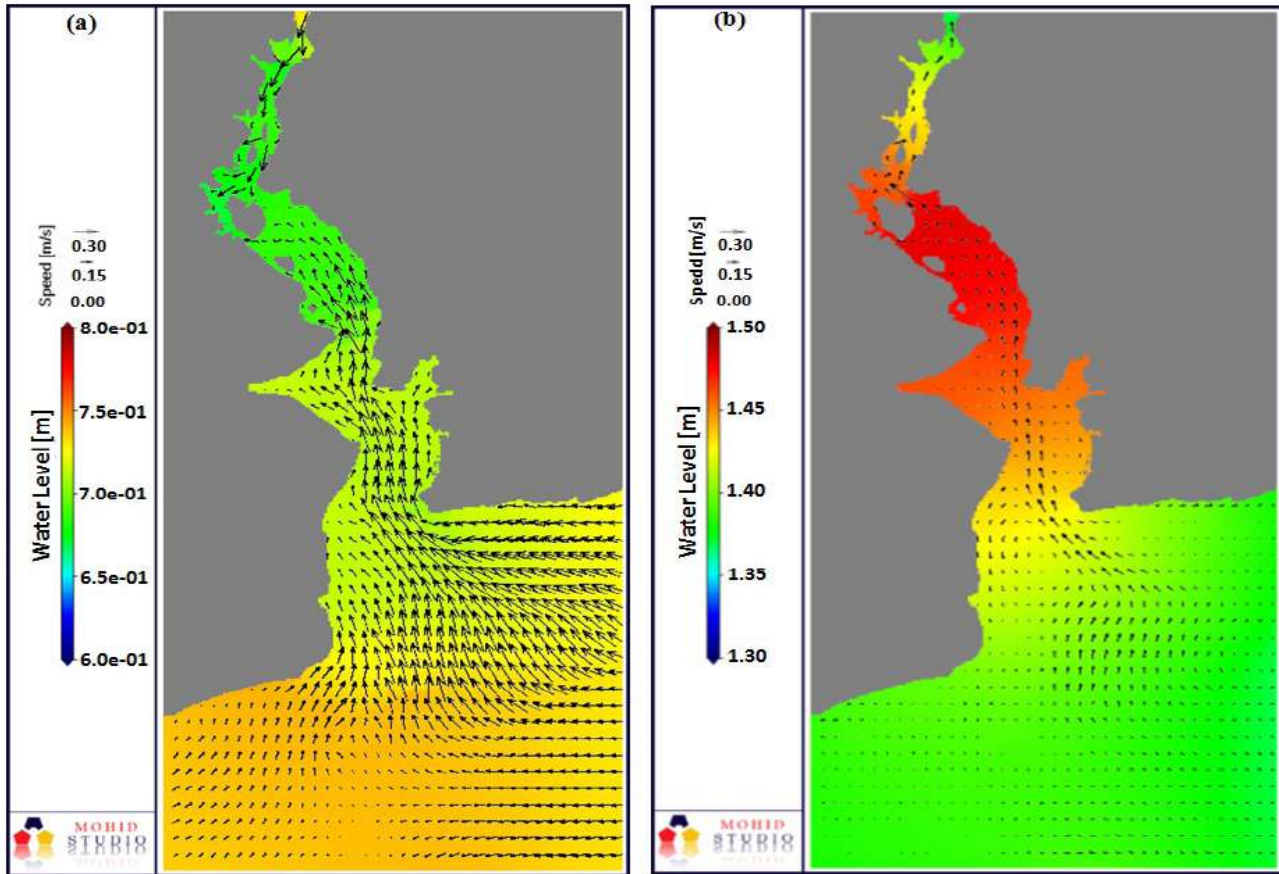 (a)
Speed [m/s]
0.30
0.15
0.00
Water Level [m]
8.0e-01
7.5e-01
7.0e-01
6.5e-01
6.0e-01
MOHID
STUDIO
(b)
Spedd[m/s]
0.30
0.15
0.00
Water Level [m]
1.50
1.45
1.40
1.35
1.30
MOHID
STUDIO